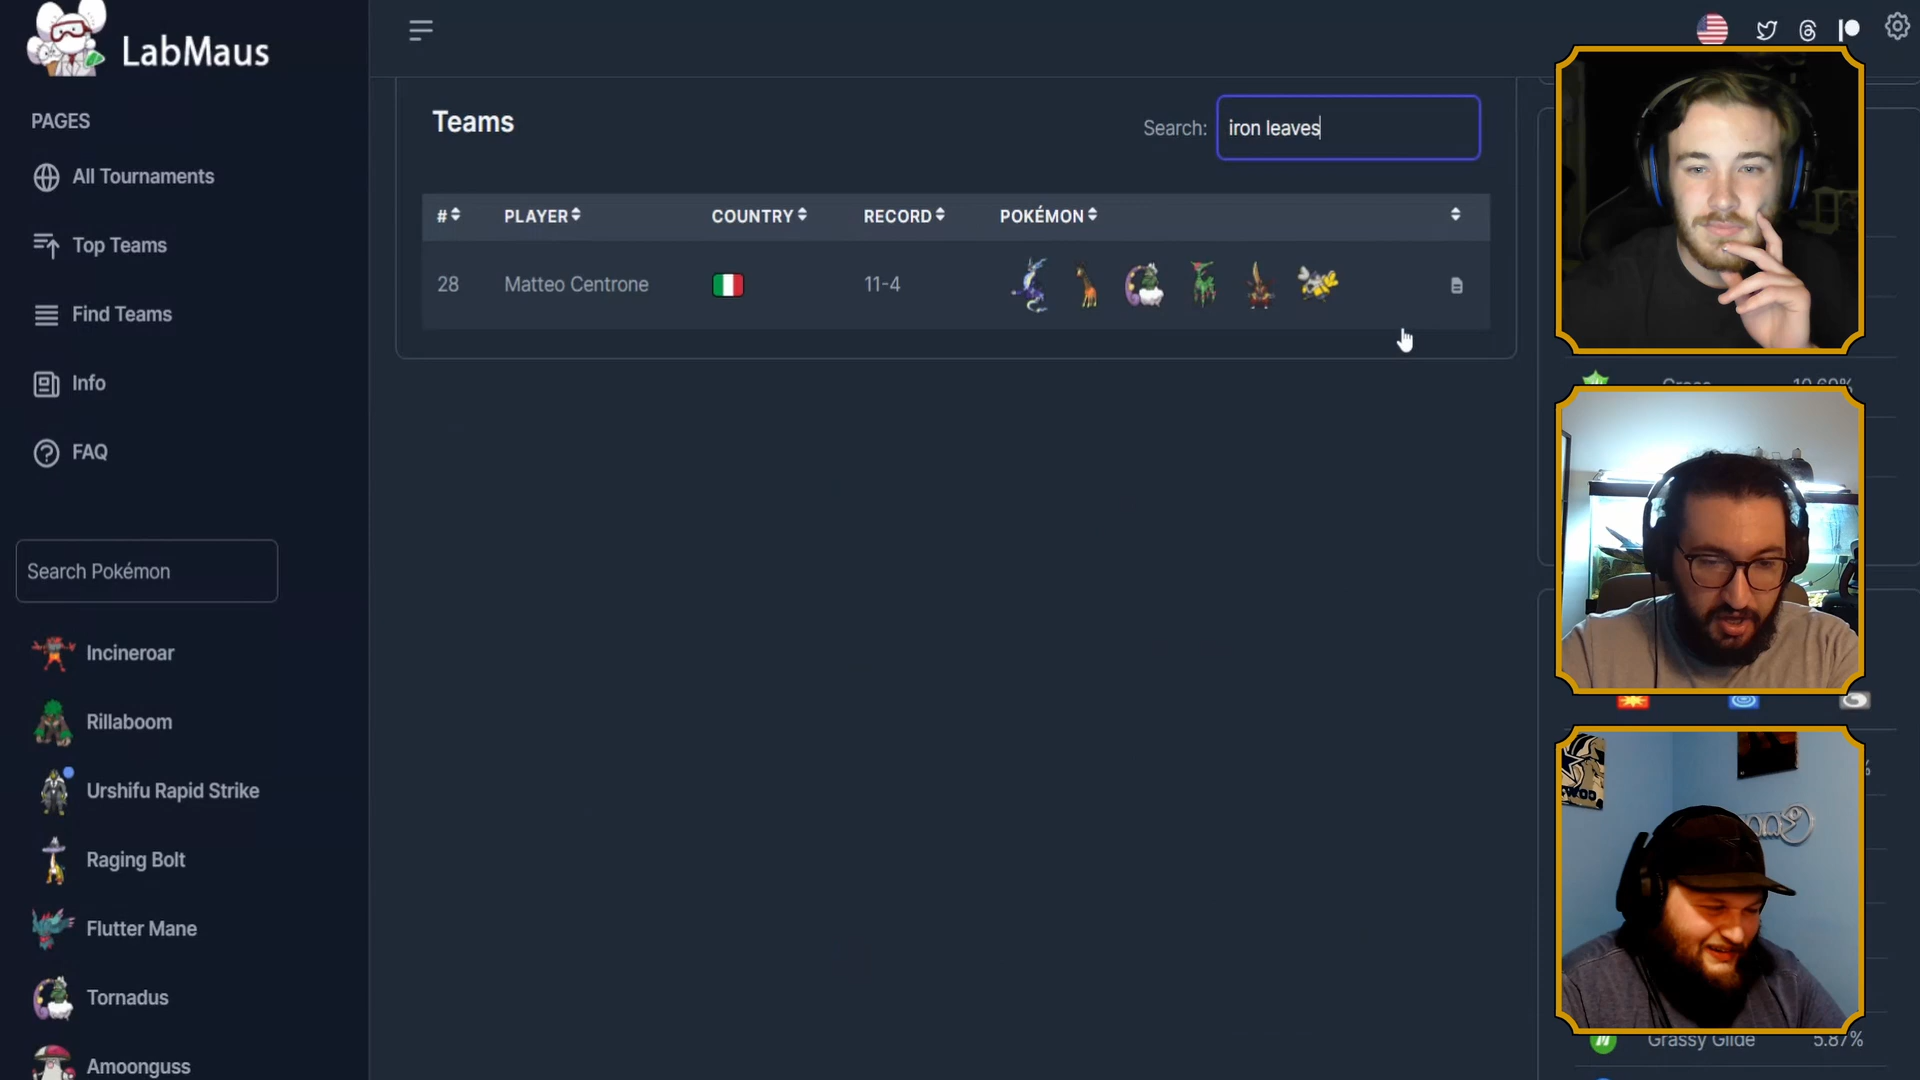 LabMaus
PAGES
All Tournaments
Top Teams
Find Teams
Info
FAQ
Search Pokémon
Incineroar
Rillaboom
Urshifu Rapid Strike
Raging Bolt
Flutter Mane
Tornadus
Amoonguss
Teams
Search: iron leaves
# PLAYER COUNTRY RECORD POKÉMON
28 Matteo Centrone 11-4
Grassy Glide 5.87%